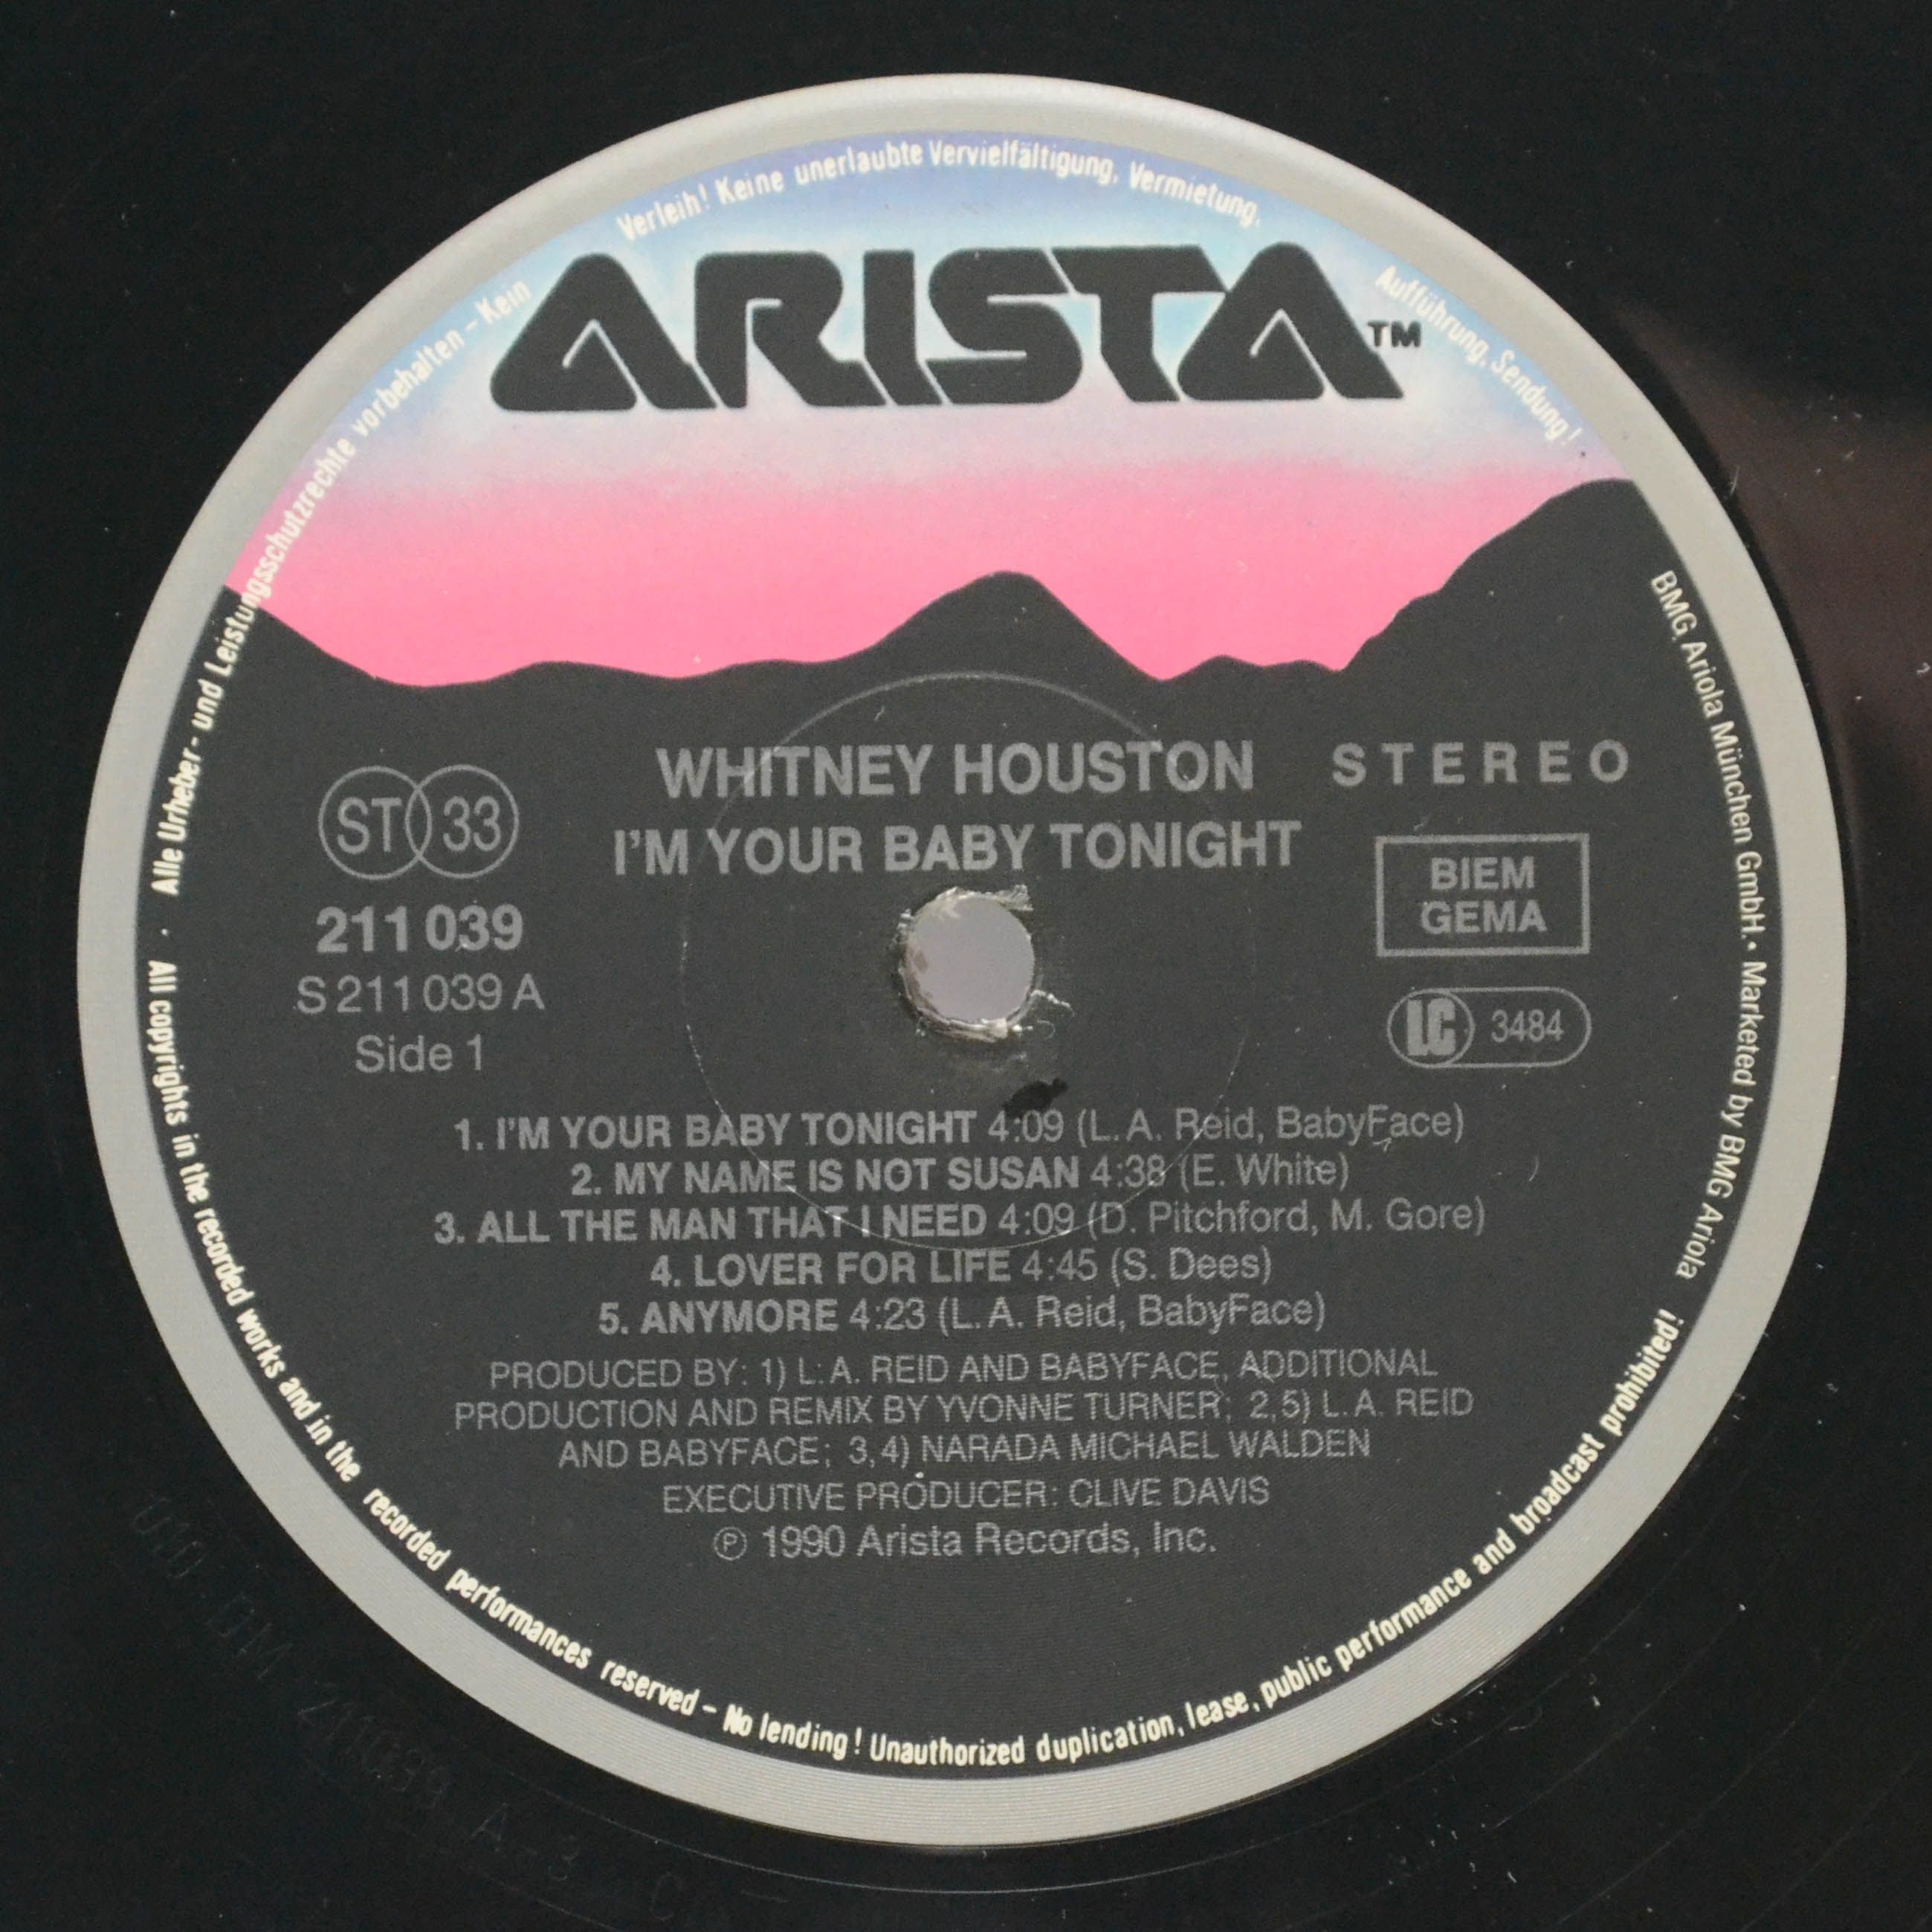 Alle Urheber- und Leistungsschutzrechte vorbehalten – Kein Verleih! Keine unerlaubte Vervielfältigung, Vermietung, Aufführung, Sendung!
ARISTA™
WHITNEY HOUSTON
I'M YOUR BABY TONIGHT
STEREO
ST 33
211 039
S 211 039 A
Side 1
BIEM
GEMA
LC 3484
1. I'M YOUR BABY TONIGHT 4:09 (L.A. Reid, BabyFace)
2. MY NAME IS NOT SUSAN 4:38 (E. White)
3. ALL THE MAN THAT I NEED 4:09 (D. Pitchford, M. Gore)
4. LOVER FOR LIFE 4:45 (S. Dees)
5. ANYMORE 4:23 (L.A. Reid, BabyFace)
PRODUCED BY: 1) L.A. REID AND BABYFACE, ADDITIONAL
PRODUCTION AND REMIX BY YVONNE TURNER; 2,5) L.A. REID
AND BABYFACE; 3,4) NARADA MICHAEL WALDEN
EXECUTIVE PRODUCER: CLIVE DAVIS
℗ 1990 Arista Records, Inc.
BMG Ariola München GmbH. • Marketed by BMG Ariola
· All copyrights in the recorded works and in the recorded performances reserved – No lending! Unauthorized duplication, lease, public performance and broadcast prohibited!